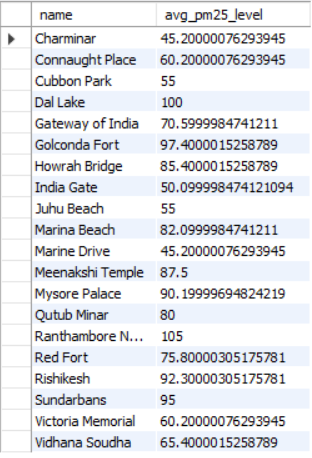 name avg_pm25_level
Charminar 45.20000076293945
Connaught Place 60.20000076293945
Cubbon Park 55
Dal Lake 100
Gateway of India 70.5999984741211
Golconda Fort 97.4000015258789
Howrah Bridge 85.4000015258789
India Gate 50.099998474121094
Juhu Beach 55
Marina Beach 82.0999984741211
Marine Drive 45.20000076293945
Meenakshi Temple 87.5
Mysore Palace 90.19999694824219
Qutub Minar 80
Ranthambore N... 105
Red Fort 75.80000305175781
Rishikesh 92.30000305175781
Sundarbans 95
Victoria Memorial 60.20000076293945
Vidhana Soudha 65.4000015258789